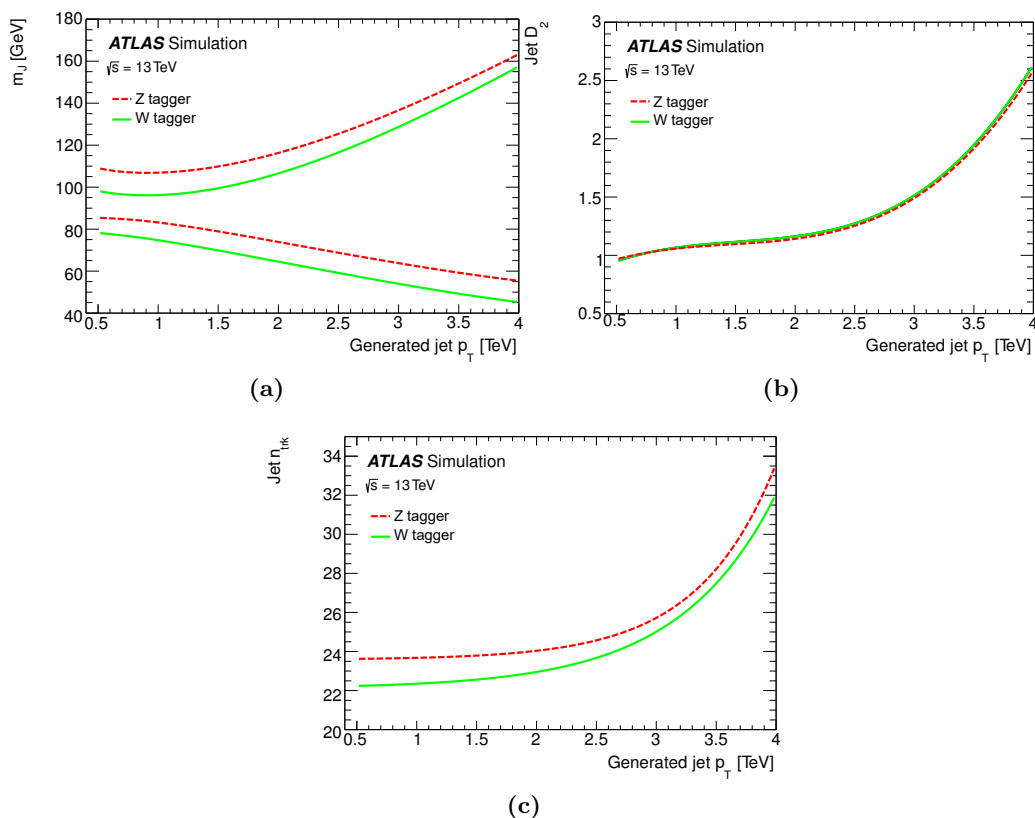 m_J [GeV]
180
160
140
120
100
80
60
40
ATLAS Simulation
√s = 13 TeV
Z tagger
W tagger
0.5 1 1.5 2 2.5 3 3.5 4
Generated jet p_T [TeV]
(a)
Jet D_2
3
2.5
2
1.5
1
0.5
ATLAS Simulation
√s = 13 TeV
Z tagger
W tagger
0.5 1 1.5 2 2.5 3 3.5 4
Generated jet p_T [TeV]
(b)
Jet n_trk
34
32
30
28
26
24
22
20
ATLAS Simulation
√s = 13 TeV
Z tagger
W tagger
0.5 1 1.5 2 2.5 3 3.5 4
Generated jet p_T [TeV]
(c)